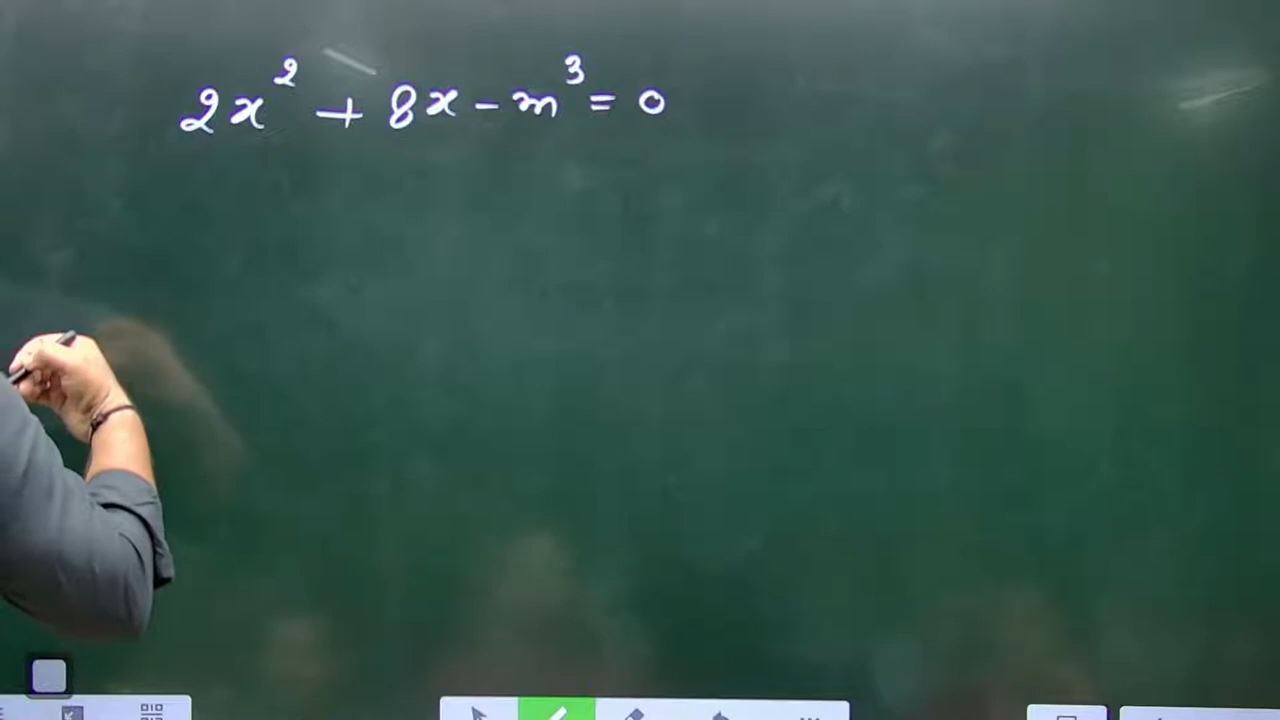 2x² + 8x - m³ = 0